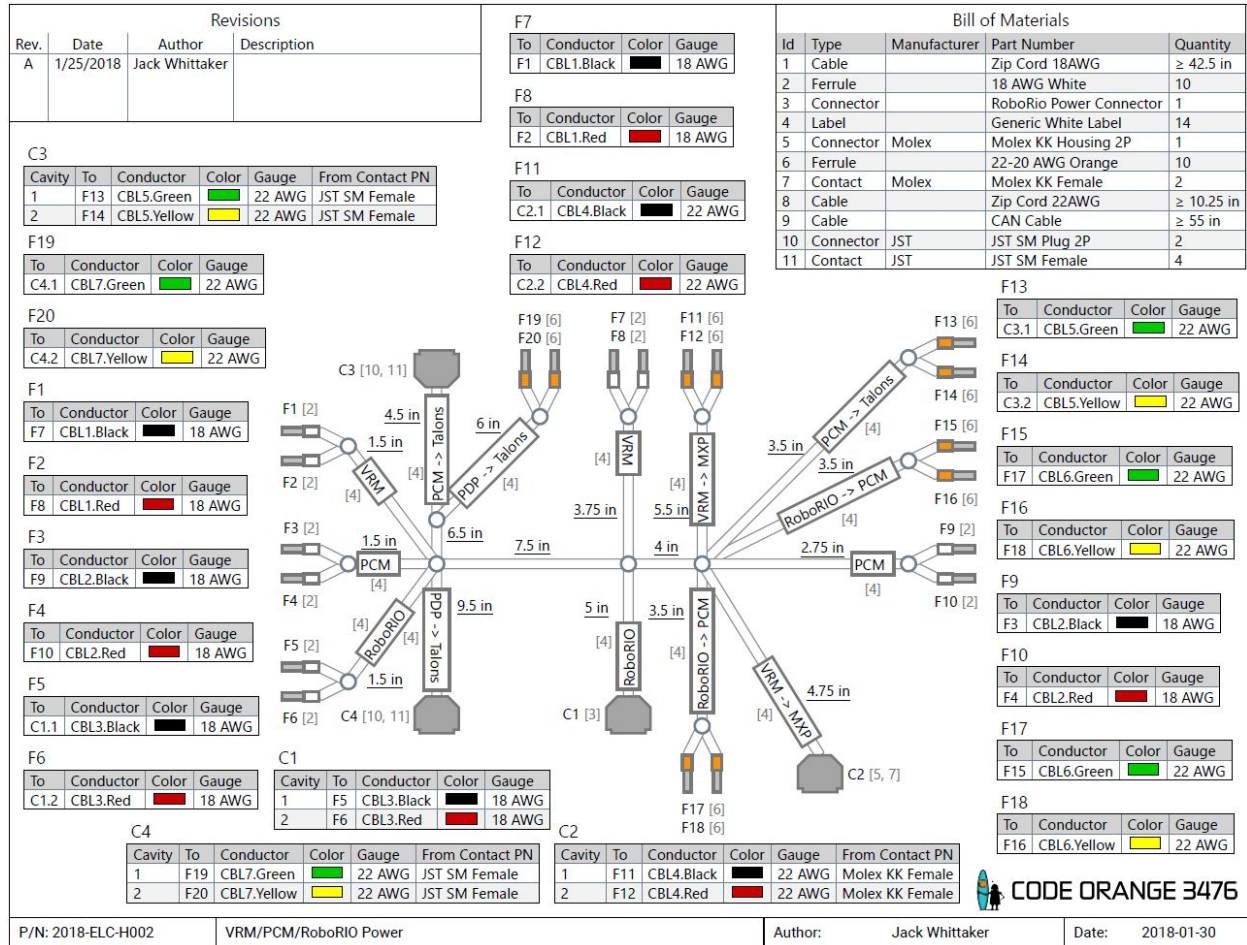 Revisions
Rev. Date Author Description
A 1/25/2018 Jack Whittaker
F7
To Conductor Color Gauge
F1 CBL1.Black 18 AWG
F8
To Conductor Color Gauge
F2 CBL1.Red 18 AWG
F11
To Conductor Color Gauge
C2.1 CBL4.Black 22 AWG
F12
To Conductor Color Gauge
C2.2 CBL4.Red 22 AWG
Bill of Materials
Id Type Manufacturer Part Number Quantity
1 Cable Zip Cord 18AWG ≥ 42.5 in
2 Ferrule 18 AWG White 10
3 Connector RoboRio Power Connector 1
4 Label Generic White Label 14
5 Connector Molex Molex KK Housing 2P 1
6 Ferrule 22-20 AWG Orange 10
7 Contact Molex Molex KK Female 2
8 Cable Zip Cord 22AWG ≥ 10.25 in
9 Cable CAN Cable ≥ 55 in
10 Connector JST JST SM Plug 2P 2
11 Contact JST JST SM Female 4
C3
Cavity To Conductor Color Gauge From Contact PN
1 F13 CBL5.Green 22 AWG JST SM Female
2 F14 CBL5.Yellow 22 AWG JST SM Female
F19
To Conductor Color Gauge
C4.1 CBL7.Green 22 AWG
F20
To Conductor Color Gauge
C4.2 CBL7.Yellow 22 AWG
F1
To Conductor Color Gauge
F7 CBL1.Black 18 AWG
F2
To Conductor Color Gauge
F8 CBL1.Red 18 AWG
F3
To Conductor Color Gauge
F9 CBL2.Black 18 AWG
F4
To Conductor Color Gauge
F10 CBL2.Red 18 AWG
F5
To Conductor Color Gauge
C1.1 CBL3.Black 18 AWG
F6
To Conductor Color Gauge
C1.2 CBL3.Red 18 AWG
C3 [10, 11]
F19 [6]
F20 [6]
F7 [2]
F8 [2]
F11 [6]
F12 [6]
F13 [6]
F14 [6]
F15 [6]
F16 [6]
F1 [2]
F2 [2]
1.5 in
VRM
[4]
4.5 in
PCM -> Talons
[4]
6 in
PDP -> Talons
[4]
VRM
[4]
3.75 in
VRM -> MXP
[4]
5.5 in
PCM -> Talons
[4]
3.5 in
RoboRIO -> PCM
[4]
3.5 in
F3 [2]
F4 [2]
1.5 in
PCM
[4]
6.5 in
7.5 in
4 in
2.75 in
PCM
[4]
F9 [2]
F10 [2]
F5 [2]
F6 [2]
RoboRIO
[4]
1.5 in
PDP -> Talons
[4]
9.5 in
C4 [10, 11]
5 in
RoboRIO
[4]
C1 [3]
3.5 in
RoboRIO -> PCM
[4]
F17 [6]
F18 [6]
VRM -> MXP
[4]
4.75 in
C2 [5, 7]
F13
To Conductor Color Gauge
C3.1 CBL5.Green 22 AWG
F14
To Conductor Color Gauge
C3.2 CBL5.Yellow 22 AWG
F15
To Conductor Color Gauge
F17 CBL6.Green 22 AWG
F16
To Conductor Color Gauge
F18 CBL6.Yellow 22 AWG
F9
To Conductor Color Gauge
F3 CBL2.Black 18 AWG
F10
To Conductor Color Gauge
F4 CBL2.Red 18 AWG
F17
To Conductor Color Gauge
F15 CBL6.Green 22 AWG
F18
To Conductor Color Gauge
F16 CBL6.Yellow 22 AWG
C1
Cavity To Conductor Color Gauge
1 F5 CBL3.Black 18 AWG
2 F6 CBL3.Red 18 AWG
C4
Cavity To Conductor Color Gauge From Contact PN
1 F19 CBL7.Green 22 AWG JST SM Female
2 F20 CBL7.Yellow 22 AWG JST SM Female
C2
Cavity To Conductor Color Gauge From Contact PN
1 F11 CBL4.Black 22 AWG Molex KK Female
2 F12 CBL4.Red 22 AWG Molex KK Female
CODE ORANGE 3476
P/N: 2018-ELC-H002 VRM/PCM/RoboRIO Power Author: Jack Whittaker Date: 2018-01-30